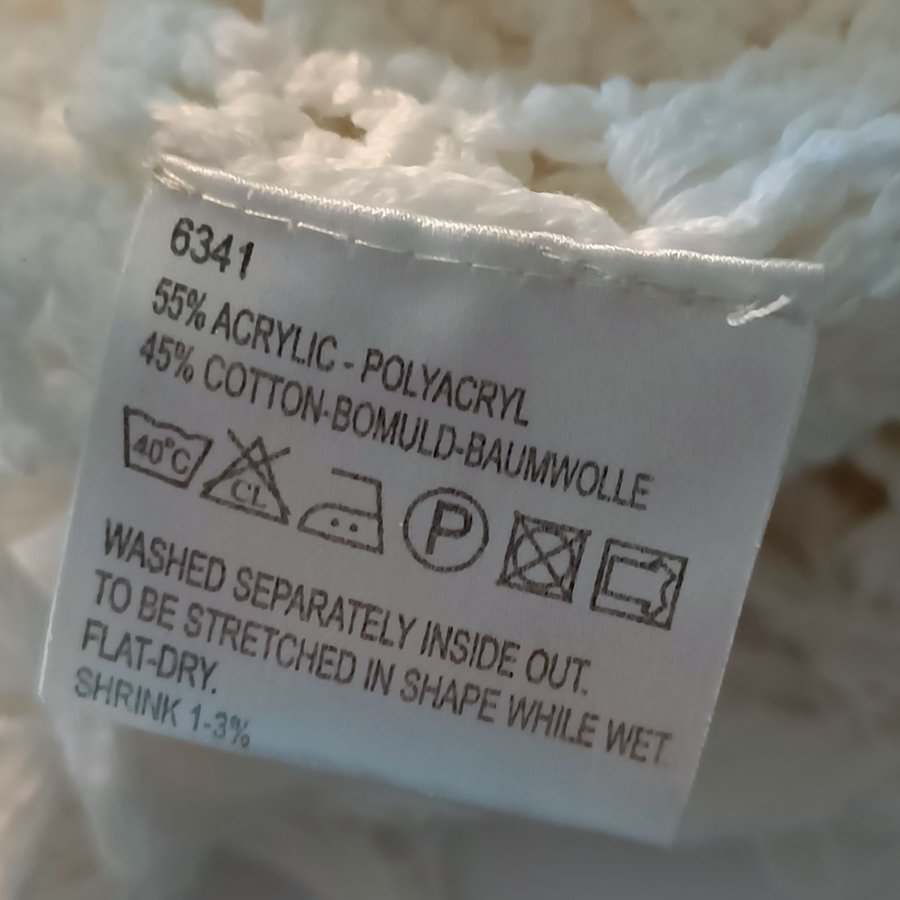 6341
55% ACRYLIC - POLYACRYL
45% COTTON-BOMULD-BAUMWOLLE
40°C CL P
WASHED SEPARATELY INSIDE OUT.
TO BE STRETCHED IN SHAPE WHILE WET
FLAT-DRY.
SHRINK 1-3%